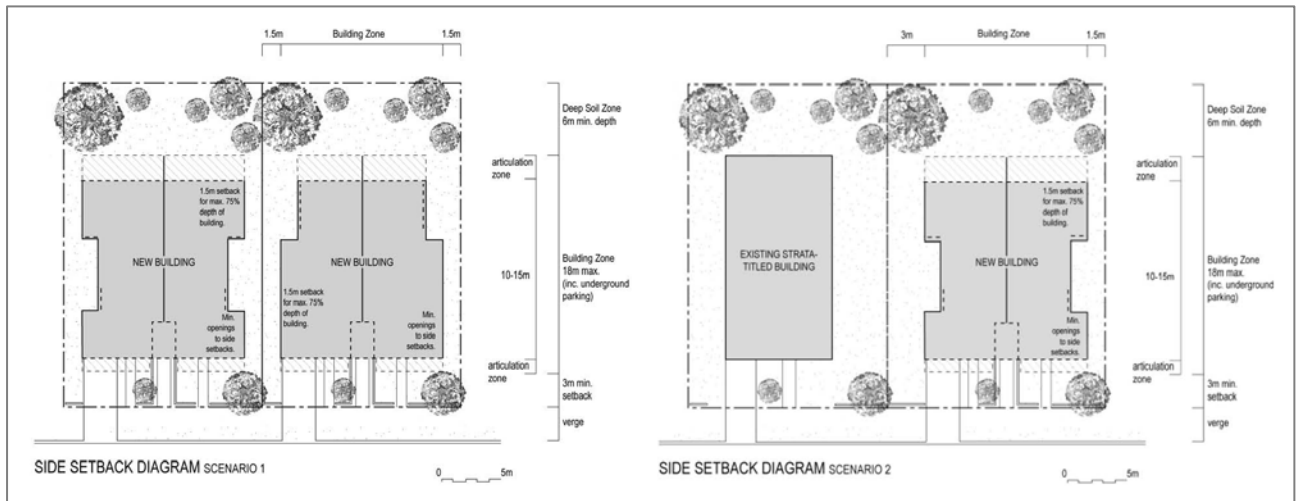 1.5m
Building Zone
1.5m
Deep Soil Zone
6m min. depth
articulation
zone
1.5m setback
for max. 75%
depth of
building.
NEW BUILDING
NEW BUILDING
10-15m
Building Zone
18m max.
(inc. underground
parking)
1.5m setback
for max. 75%
depth of
building.
Min.
openings
to side
setbacks.
Min.
openings
to side
setbacks.
articulation
zone
3m min.
setback
verge
SIDE SETBACK DIAGRAM SCENARIO 1
0 5m
3m
Building Zone
1.5m
Deep Soil Zone
6m min. depth
articulation
zone
1.5m setback
for max. 75%
depth of
building.
EXISTING STRATA-
TITLED BUILDING
NEW BUILDING
10-15m
Building Zone
18m max.
(inc. underground
parking)
Min.
openings
to side
setbacks.
articulation
zone
3m min.
setback
verge
SIDE SETBACK DIAGRAM SCENARIO 2
0 5m